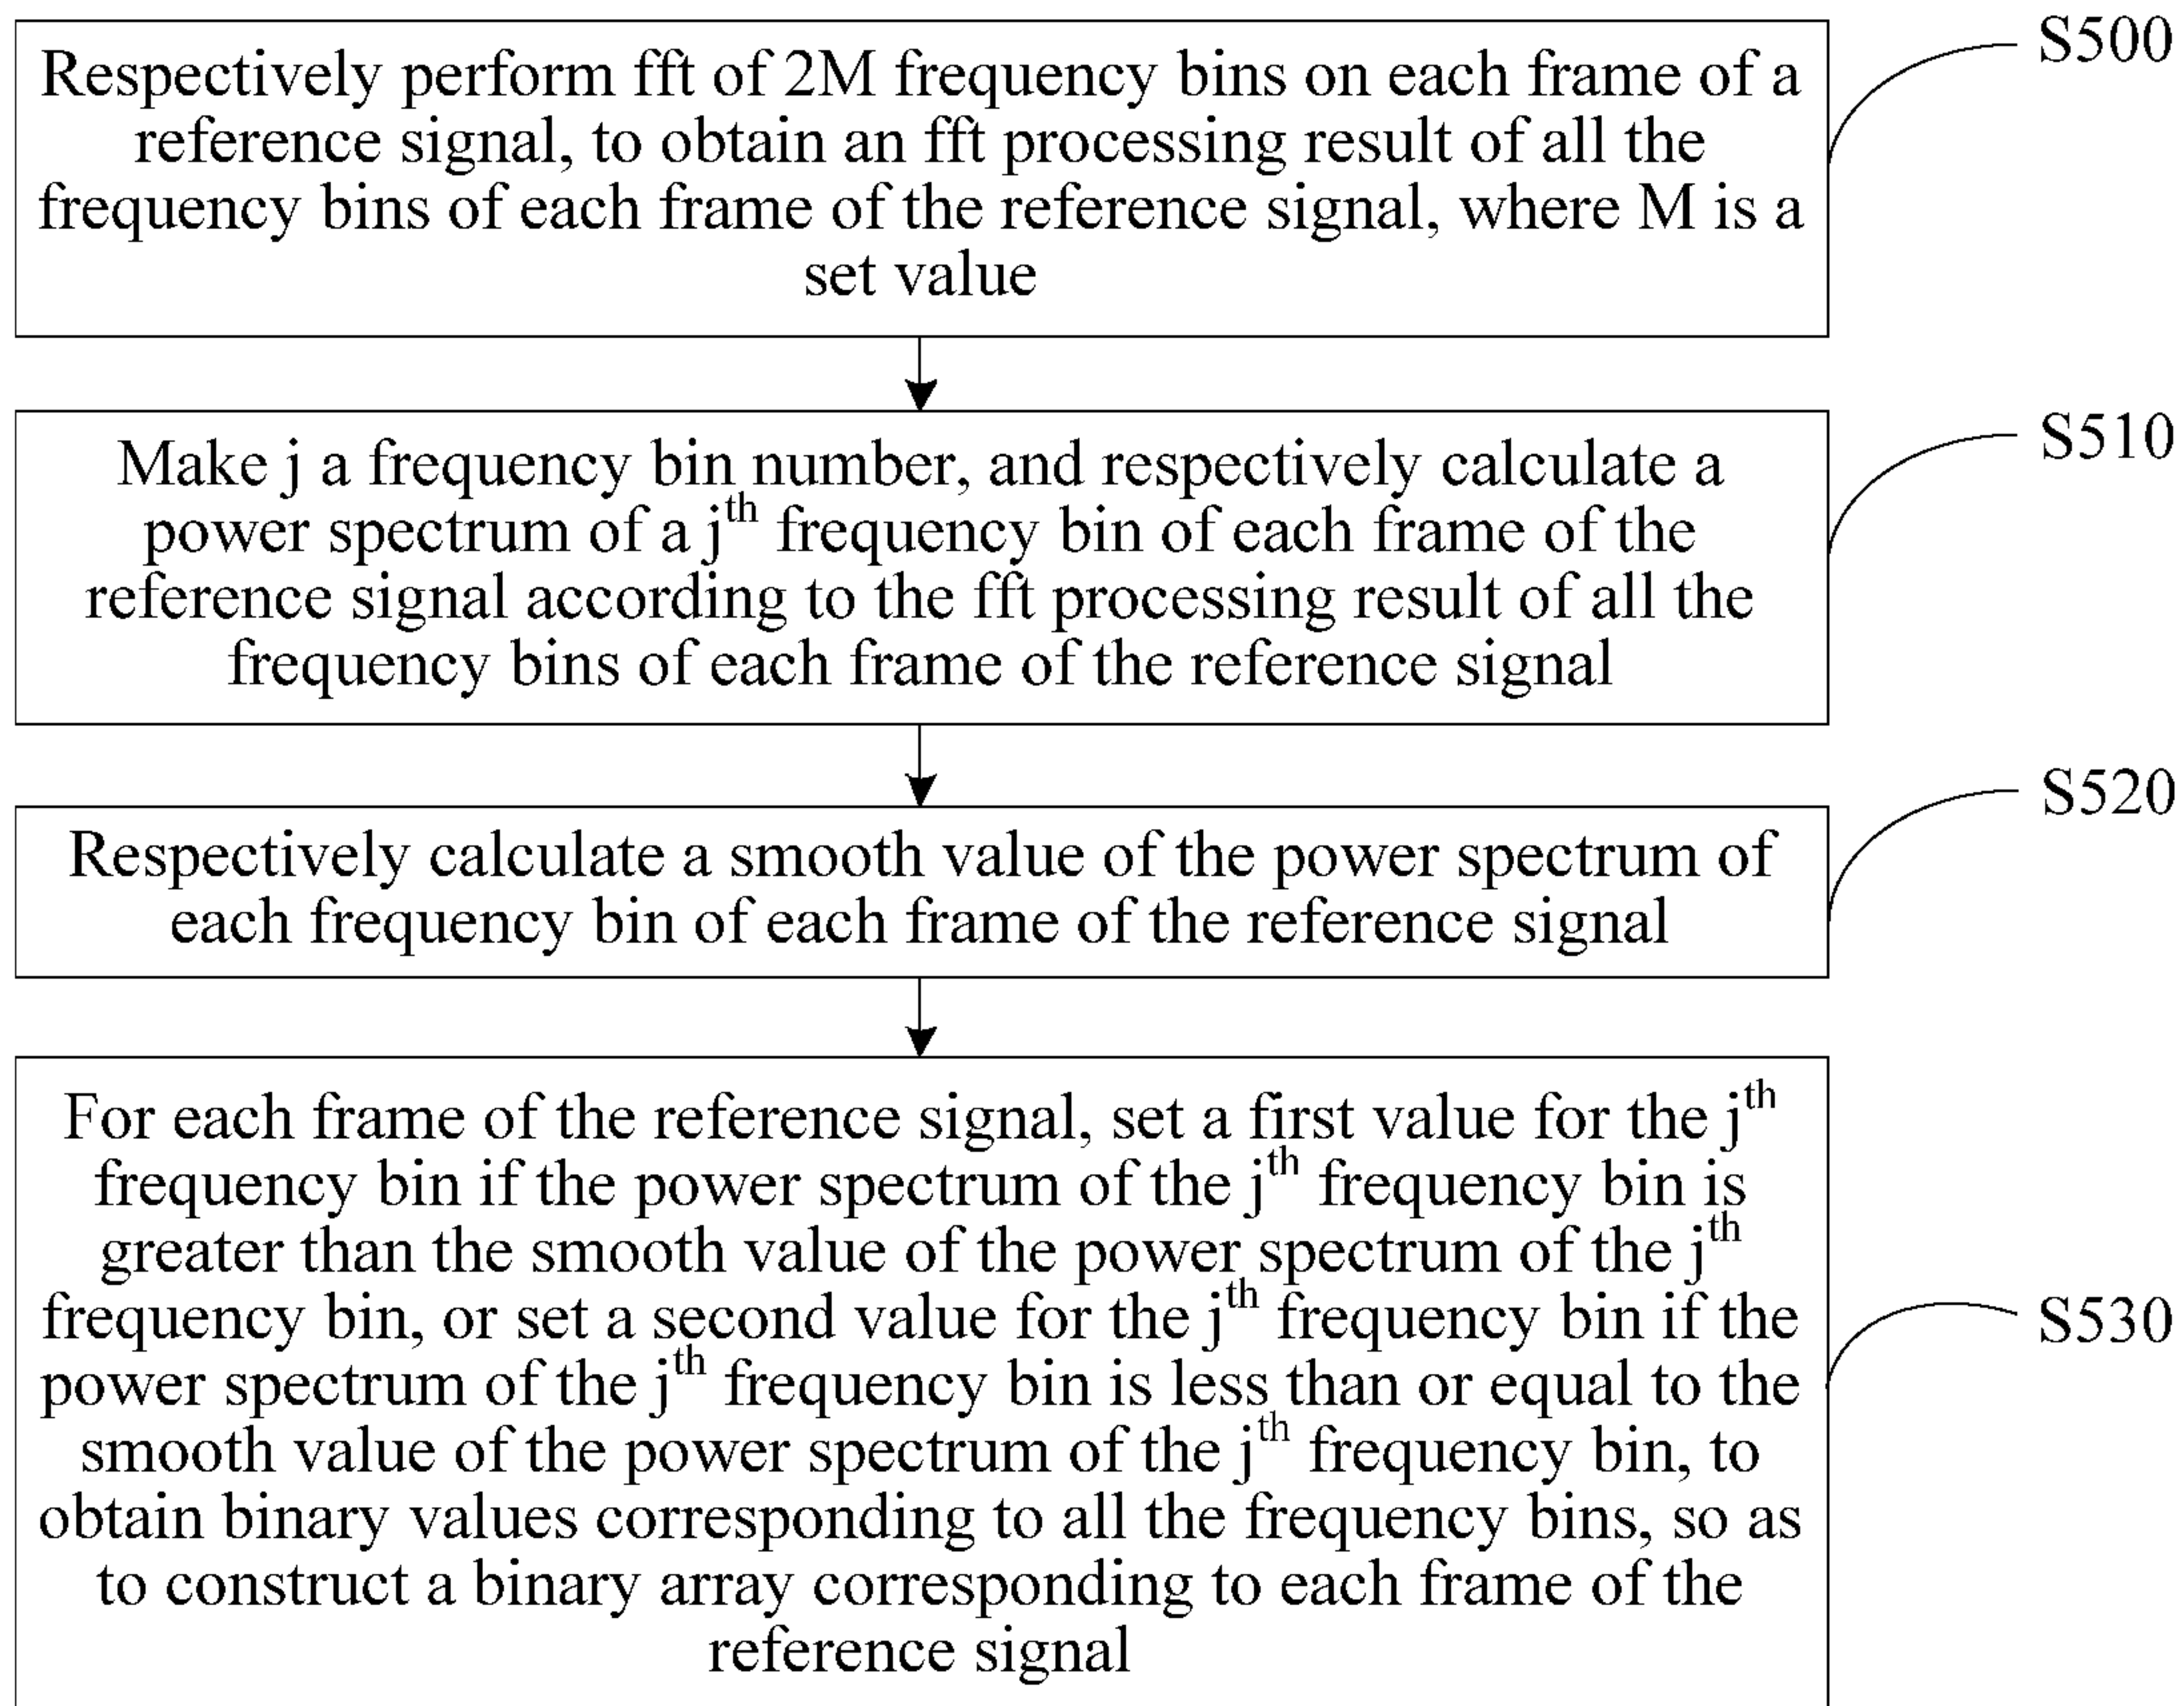 Respectively perform fft of 2M frequency bins on each frame of a
reference signal, to obtain an fft processing result of all the
frequency bins of each frame of the reference signal, where M is a
set value
S500
Make j a frequency bin number, and respectively calculate a
power spectrum of a jth frequency bin of each frame of the
reference signal according to the fft processing result of all the
frequency bins of each frame of the reference signal
S510
Respectively calculate a smooth value of the power spectrum of
each frequency bin of each frame of the reference signal
S520
For each frame of the reference signal, set a first value for the jth
frequency bin if the power spectrum of the jth frequency bin is
greater than the smooth value of the power spectrum of the jth
frequency bin, or set a second value for the jth frequency bin if the
power spectrum of the jth frequency bin is less than or equal to the
smooth value of the power spectrum of the jth frequency bin, to
obtain binary values corresponding to all the frequency bins, so as
to construct a binary array corresponding to each frame of the
reference signal
S530